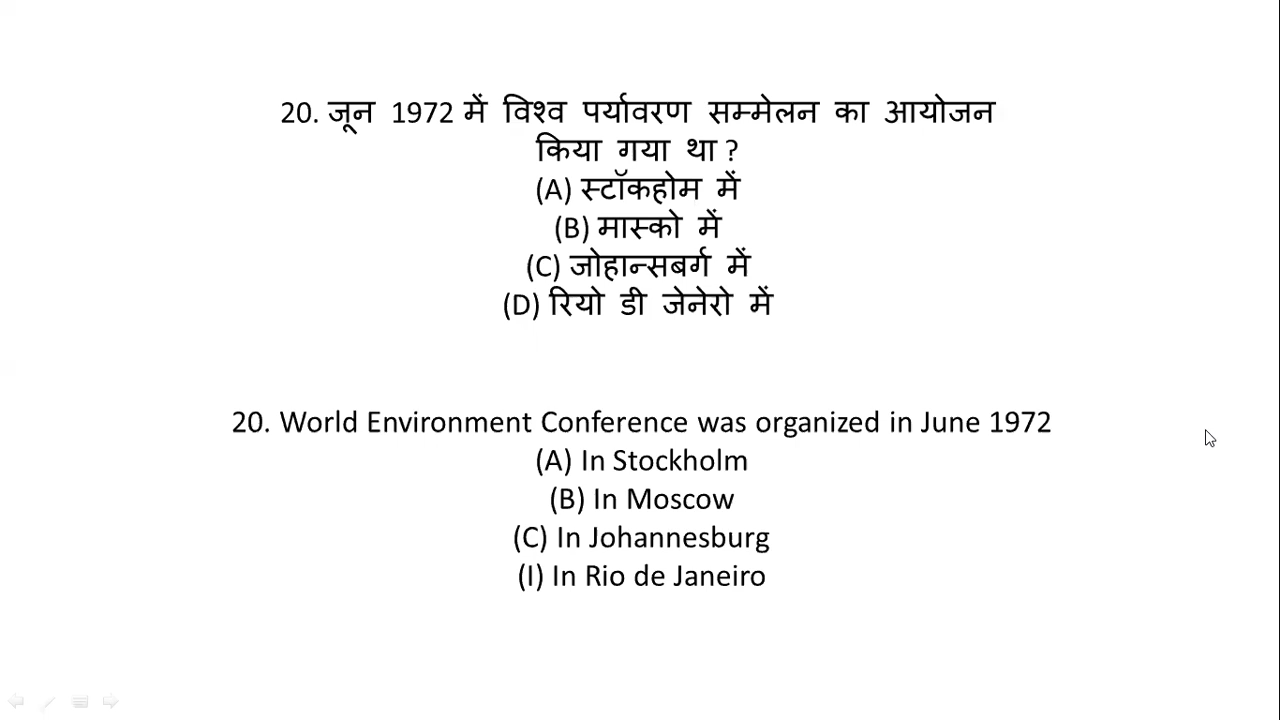 20. जून 1972 में विश्व पर्यावरण सम्मेलन का आयोजन
किया गया था ?
(A) स्टॉकहोम में
(B) मास्को में
(C) जोहान्सबर्ग में
(D) रियो डी जेनेरो में
20. World Environment Conference was organized in June 1972
(A) In Stockholm
(B) In Moscow
(C) In Johannesburg
(I) In Rio de Janeiro